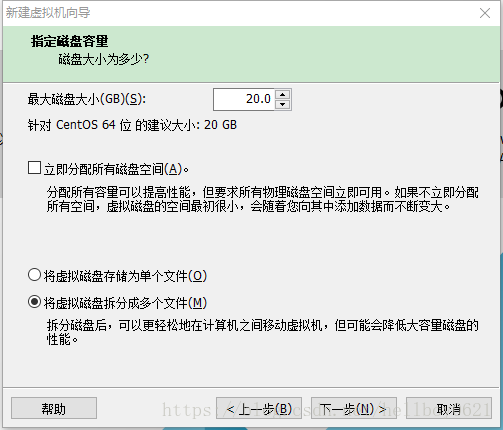 新建虚拟机向导
指定磁盘容量
磁盘大小为多少?
最大磁盘大小(GB)(S): 20.0
针对 CentOS 64 位 的建议大小: 20 GB
立即分配所有磁盘空间(A)。
分配所有容量可以提高性能，但要求所有物理磁盘空间立即可用。如果不立即分配
所有空间，虚拟磁盘的空间最初很小，会随着您向其中添加数据而不断变大。
将虚拟磁盘存储为单个文件(O)
将虚拟磁盘拆分成多个文件(M)
拆分磁盘后，可以更轻松地在计算机之间移动虚拟机，但可能会降低大容量磁盘的
性能。
帮助 < 上一步(B) 下一步(N) > 取消